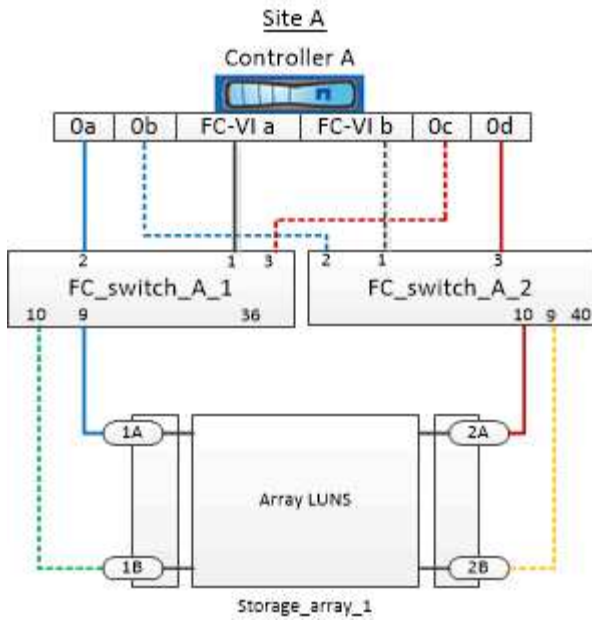 Site A
Controller A
0a 0b FC-VI a FC-VI b 0c 0d
2 1 3 2 1 3
FC_switch_A_1 FC_switch_A_2
10 9 36 10 9 40
1A 2A
Array LUNS
1B 2B
Storage_array_1